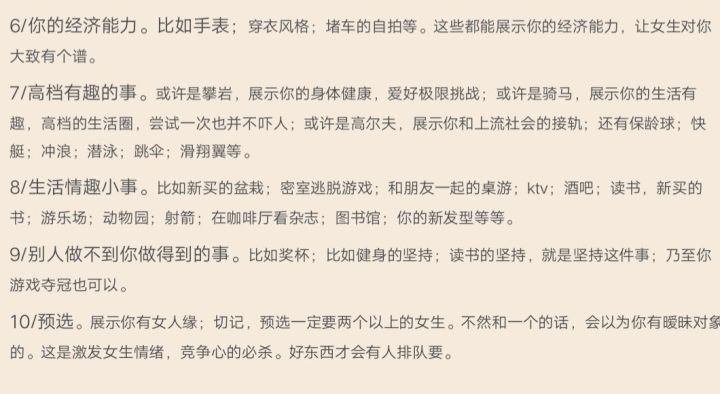 6/你的经济能力。比如手表；穿衣风格；堵车的自拍等。这些都能展示你的经济能力，让女生对你
大致有个谱。
7/高档有趣的事。或许是攀岩，展示你的身体健康，爱好极限挑战；或许是骑马，展示你的生活有
趣，高档的生活圈，尝试一次也并不吓人；或许是高尔夫，展示你和上流社会的接轨；还有保龄球；快
艇；冲浪；潜泳；跳伞；滑翔翼等。
8/生活情趣小事。比如新买的盆栽；密室逃脱游戏；和朋友一起的桌游；ktv；酒吧；读书，新买的
书；游乐场；动物园；射箭；在咖啡厅看杂志；图书馆；你的新发型等等。
9/别人做不到你做得到的事。比如奖杯；比如健身的坚持；读书的坚持，就是坚持这件事；乃至你
游戏夺冠也可以。
10/预选。展示你有女人缘；切记，预选一定要两个以上的女生。不然和一个的话，会以为你有暧昧对象
的。这是激发女生情绪，竞争心的必杀。好东西才会有人排队要。